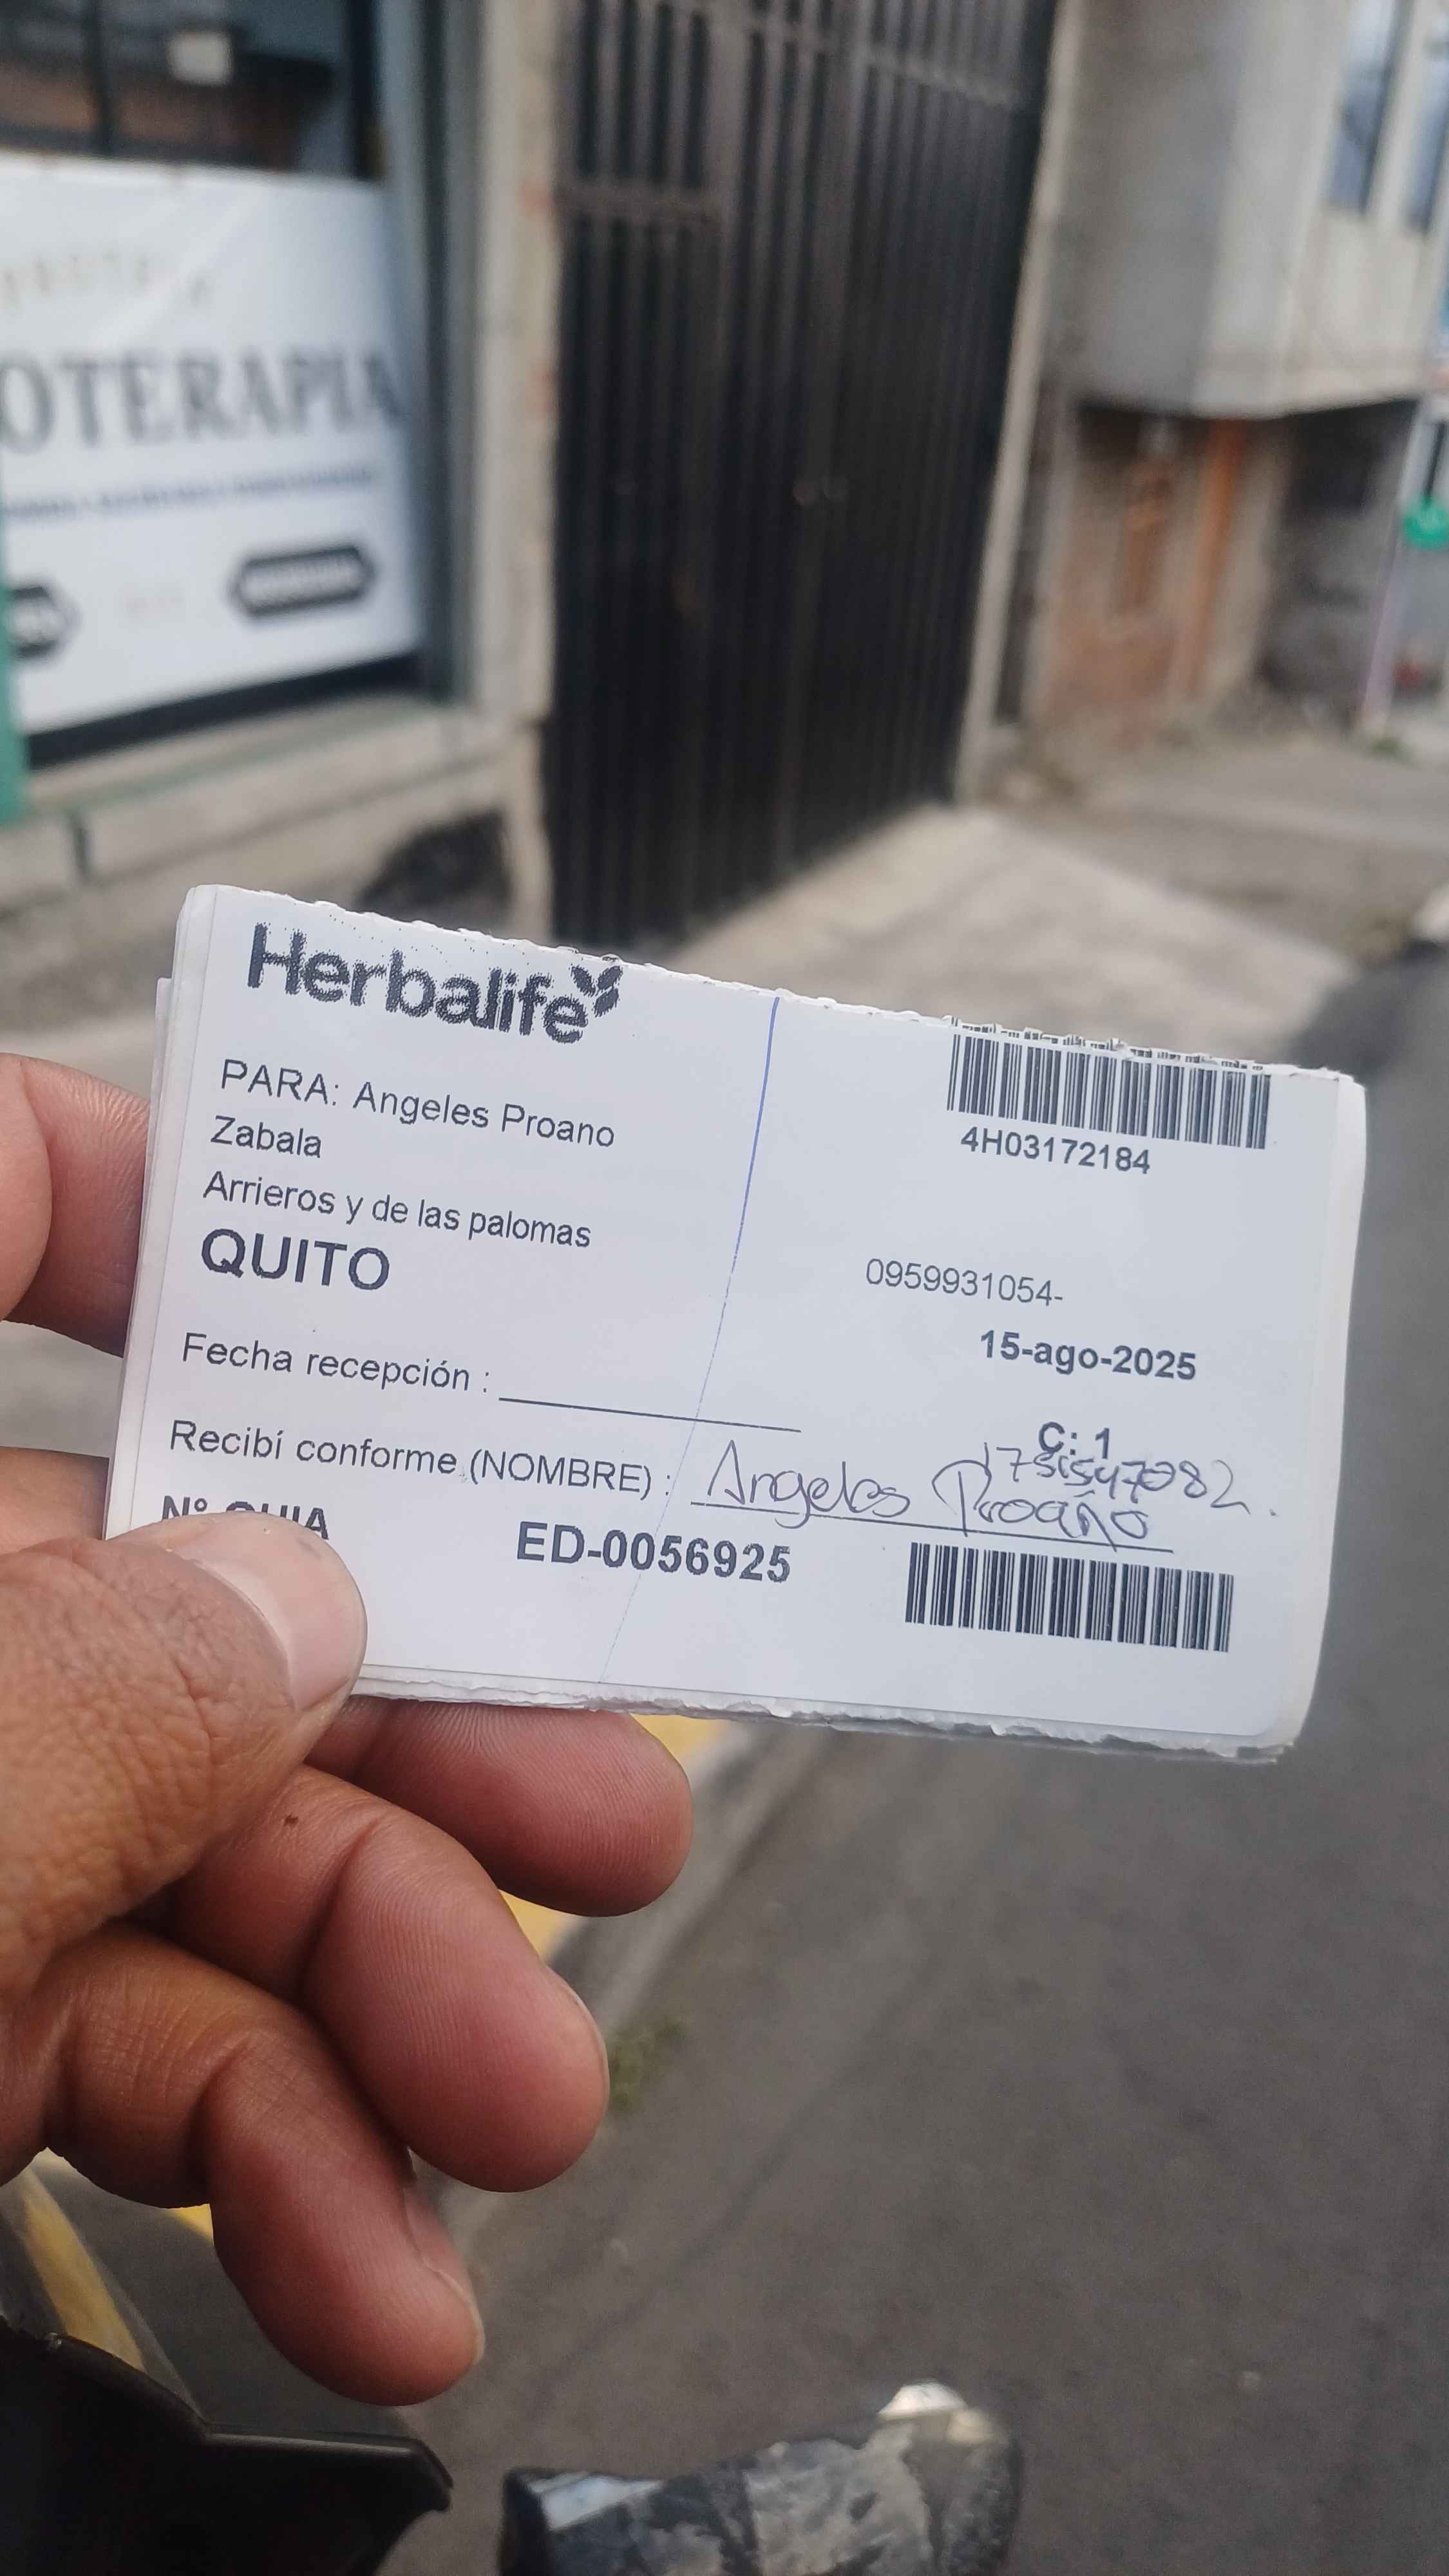 OTERAPIA
Herbalife
PARA: Angeles Proano
Zabala
Arrieros y de las palomas
QUITO
4H03172184
0959931054-
15-ago-2025
C: 1
Fecha recepción :
Recibí conforme (NOMBRE) : Angeles Proaño
N° GUIA
ED-0056925